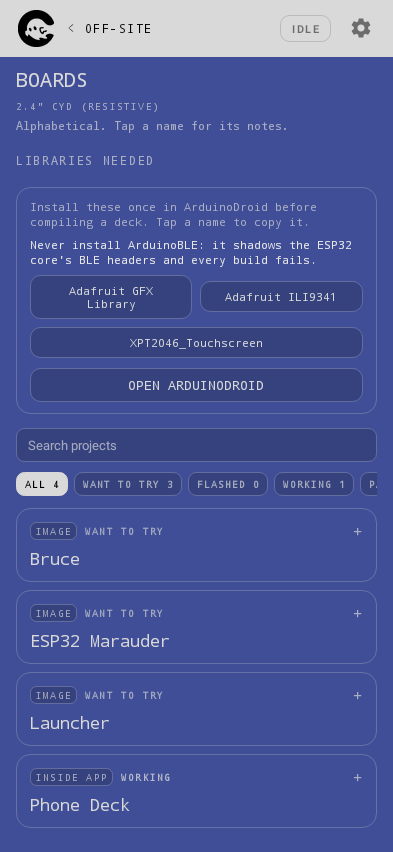 < OFF-SITE
IDLE
BOARDS
2.4" CYD (RESISTIVE)
Alphabetical. Tap a name for its notes.
LIBRARIES NEEDED
Install these once in ArduinoDroid before
compiling a deck. Tap a name to copy it.
Never install ArduinoBLE: it shadows the ESP32
core's BLE headers and every build fails.
Adafruit GFX
Library
Adafruit ILI9341
XPT2046_Touchscreen
OPEN ARDUINODROID
Search projects
ALL 4
WANT TO TRY 3
FLASHED 0
WORKING 1
IMAGE WANT TO TRY +
Bruce
IMAGE WANT TO TRY +
ESP32 Marauder
IMAGE WANT TO TRY +
Launcher
INSIDE APP WORKING +
Phone Deck